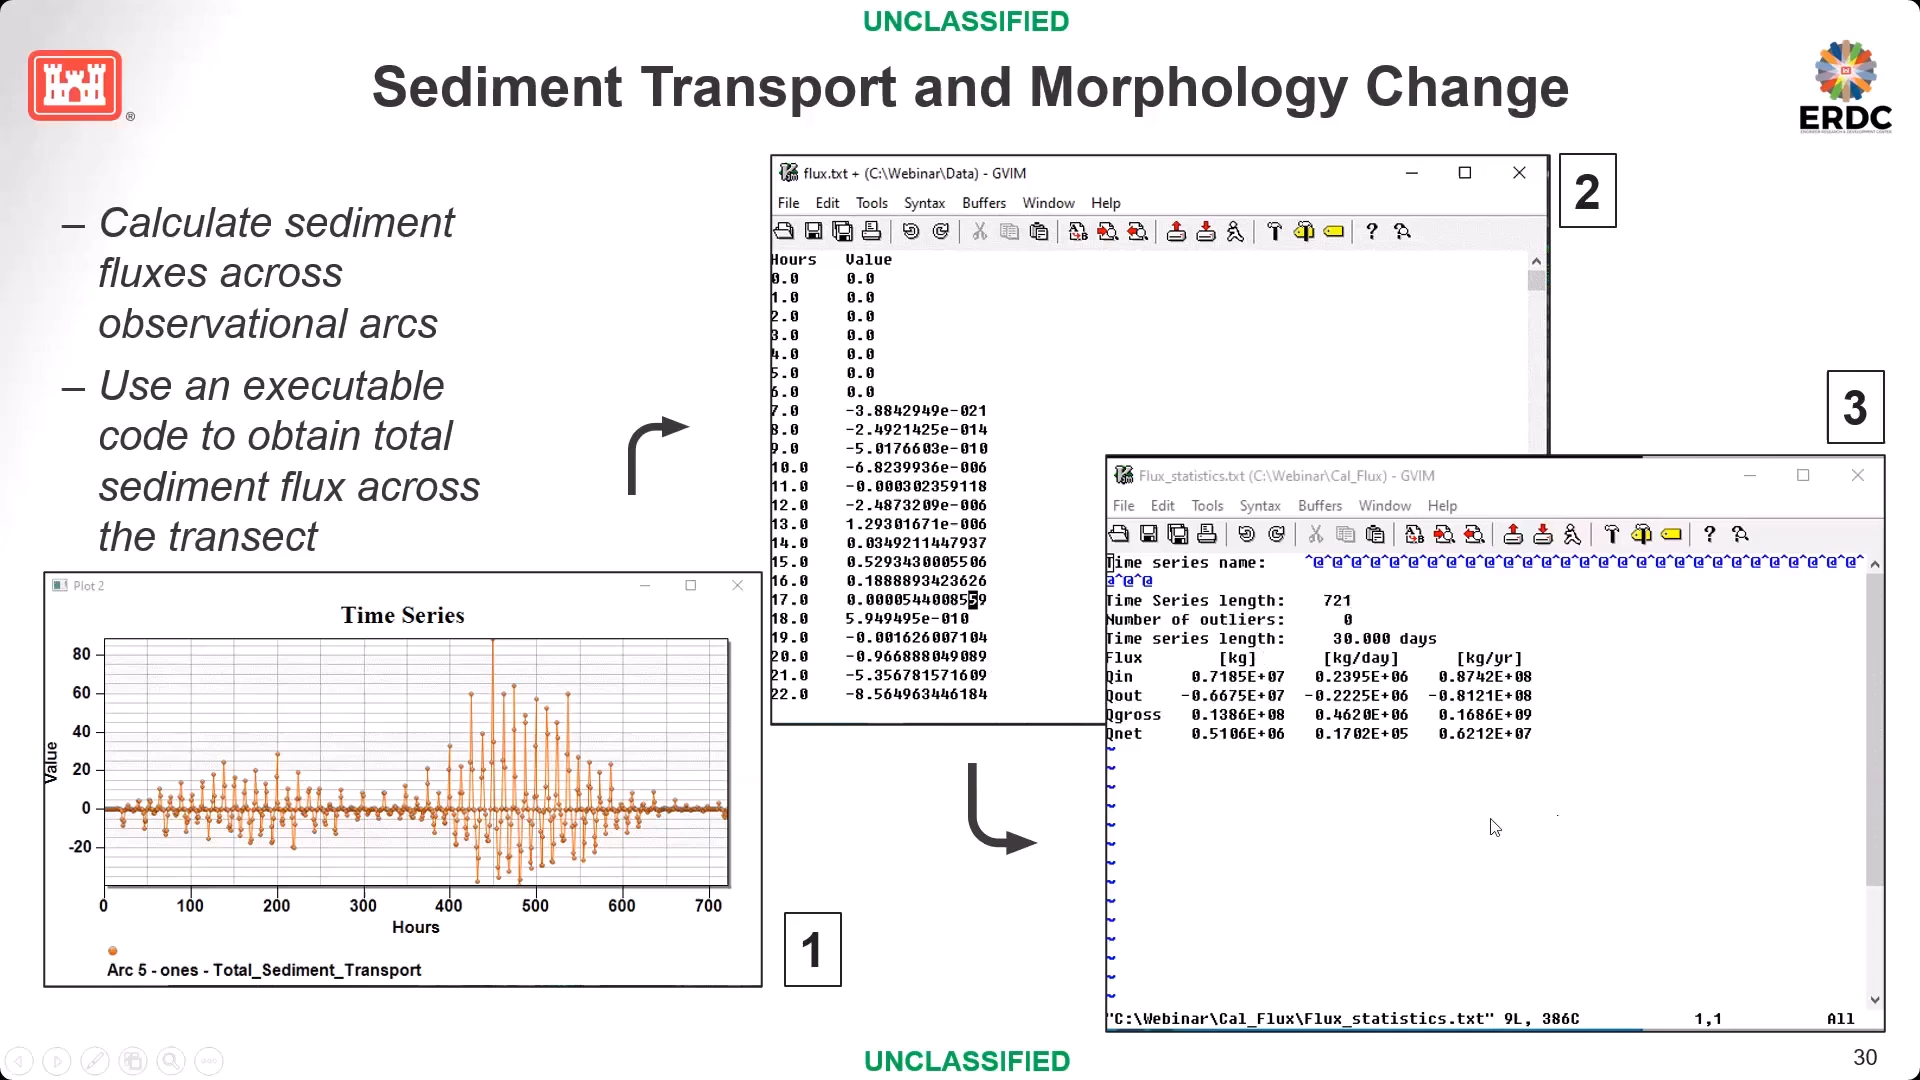 UNCLASSIFIED
Sediment Transport and Morphology Change
®
ERDC
– Calculate sediment
fluxes across
observational arcs
– Use an executable
code to obtain total
sediment flux across
the transect
Plot 2
Time Series
80
60
40
20
0
-20
Value
0 100 200 300 400 500 600 700
Hours
Arc 5 - ones - Total_Sediment_Transport
1
flux.txt + (C:\Webinar\Data) - GVIM
File Edit Tools Syntax Buffers Window Help
Hours Value
0.0 0.0
1.0 0.0
2.0 0.0
3.0 0.0
4.0 0.0
5.0 0.0
6.0 0.0
7.0 -3.8842949e-021
8.0 -2.4921425e-014
9.0 -5.0176603e-010
10.0 -6.8239936e-006
11.0 -0.000302359118
12.0 -2.4873209e-006
13.0 1.29301671e-006
14.0 0.0349211447937
15.0 0.5293430005506
16.0 0.1888893423626
17.0 0.0000544008559
18.0 5.949495e-010
19.0 -0.001626007104
20.0 -0.966888049089
21.0 -5.356781571609
22.0 -8.564963446184
2
3
Flux_statistics.txt (C:\Webinar\Cal_Flux) - GVIM
File Edit Tools Syntax Buffers Window Help
Time series name: ^@^@^@^@^@^@^@^@^@^@^@^@^@^@^@^@^@^@^@^@^@^@^@^@^@^@^@^@^@^
@^@^@
Time Series length: 721
Number of outliers: 0
Time series length: 30.000 days
Flux [kg] [kg/day] [kg/yr]
Qin 0.7185E+07 0.2395E+06 0.8742E+08
Qout -0.6675E+07 -0.2225E+06 -0.8121E+08
Qgross 0.1386E+08 0.4620E+06 0.1686E+09
Qnet 0.5106E+06 0.1702E+05 0.6212E+07
~
~
~
~
~
~
~
~
~
~
~
~
~
~
"C:\Webinar\Cal_Flux\Flux_statistics.txt" 9L, 386C 1,1 All
UNCLASSIFIED
30